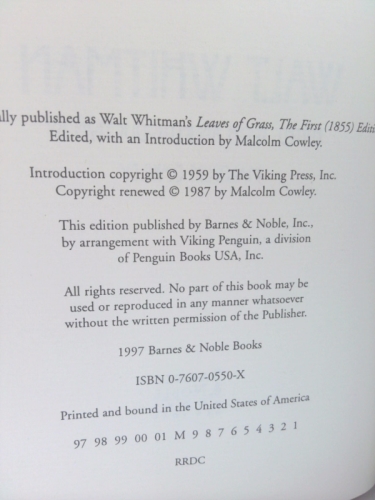 ally published as Walt Whitman's Leaves of Grass, The First (1855) Editi
Edited, with an Introduction by Malcolm Cowley.
Introduction copyright © 1959 by The Viking Press, Inc.
Copyright renewed © 1987 by Malcolm Cowley.
This edition published by Barnes & Noble, Inc.,
by arrangement with Viking Penguin, a division
of Penguin Books USA, Inc.
All rights reserved. No part of this book may be
used or reproduced in any manner whatsoever
without the written permission of the Publisher.
1997 Barnes & Noble Books
ISBN 0-7607-0550-X
Printed and bound in the United States of America
97 98 99 00 01 M 9 8 7 6 5 4 3 2 1
RRDC